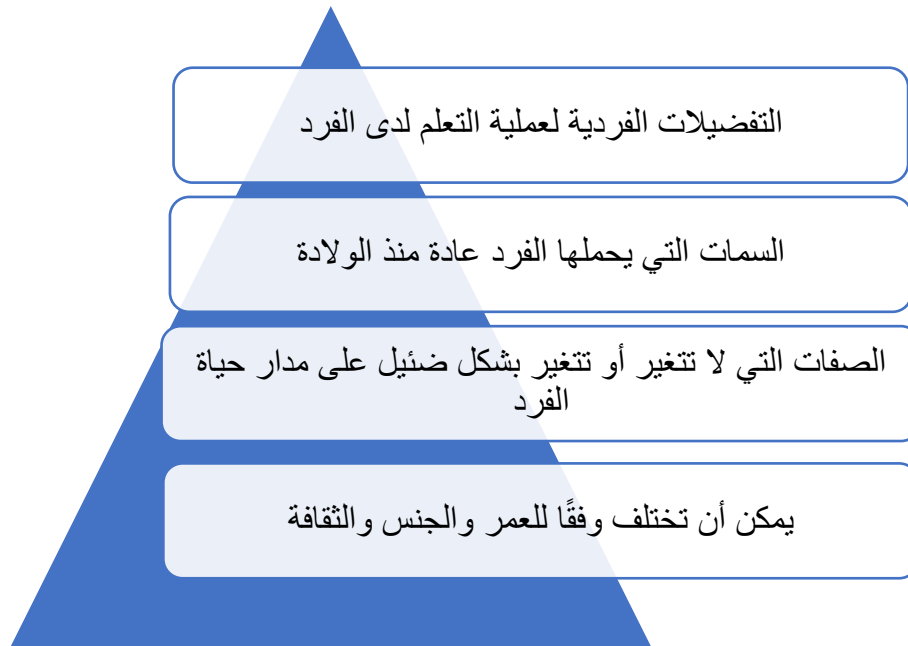 التفضيلات الفردية لعملية التعلم لدى الفرد
السمات التي يحملها الفرد عادة منذ الولادة
الصفات التي لا تتغير أو تتغير بشكل ضئيل على مدار حياة
الفرد
يمكن أن تختلف وفقًا للعمر والجنس والثقافة